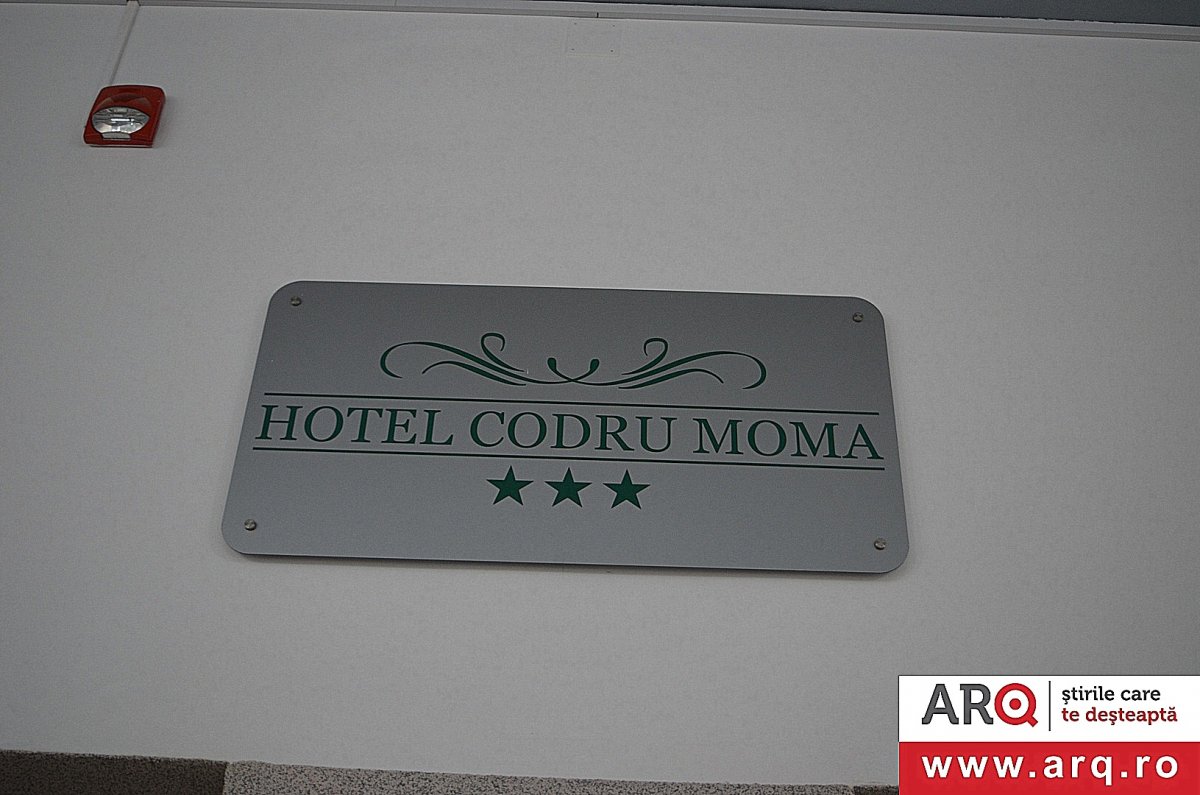 HOTEL CODRU MOMA
ARQ
ştirile care
te deşteaptă
www.arq.ro